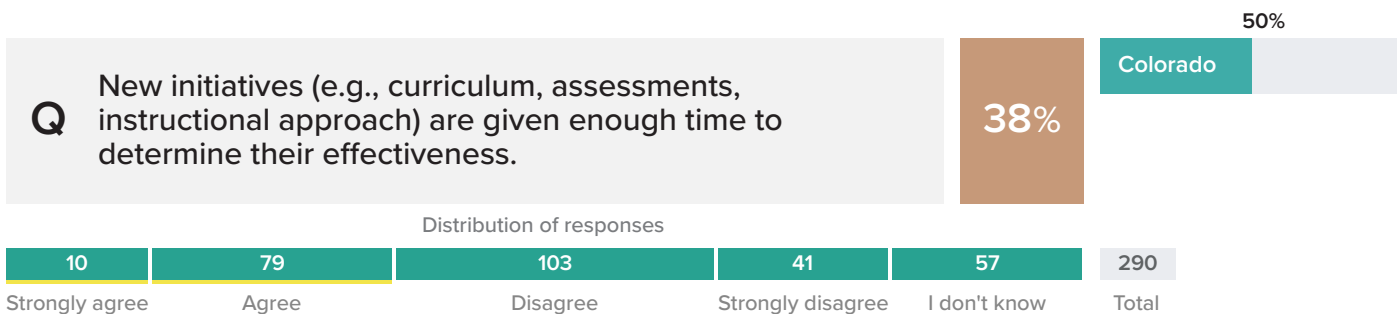 50%
Q
New initiatives (e.g., curriculum, assessments,
instructional approach) are given enough time to
determine their effectiveness.
38%
Colorado
Distribution of responses
10 79 103 41 57 290
Strongly agree Agree Disagree Strongly disagree I don't know Total